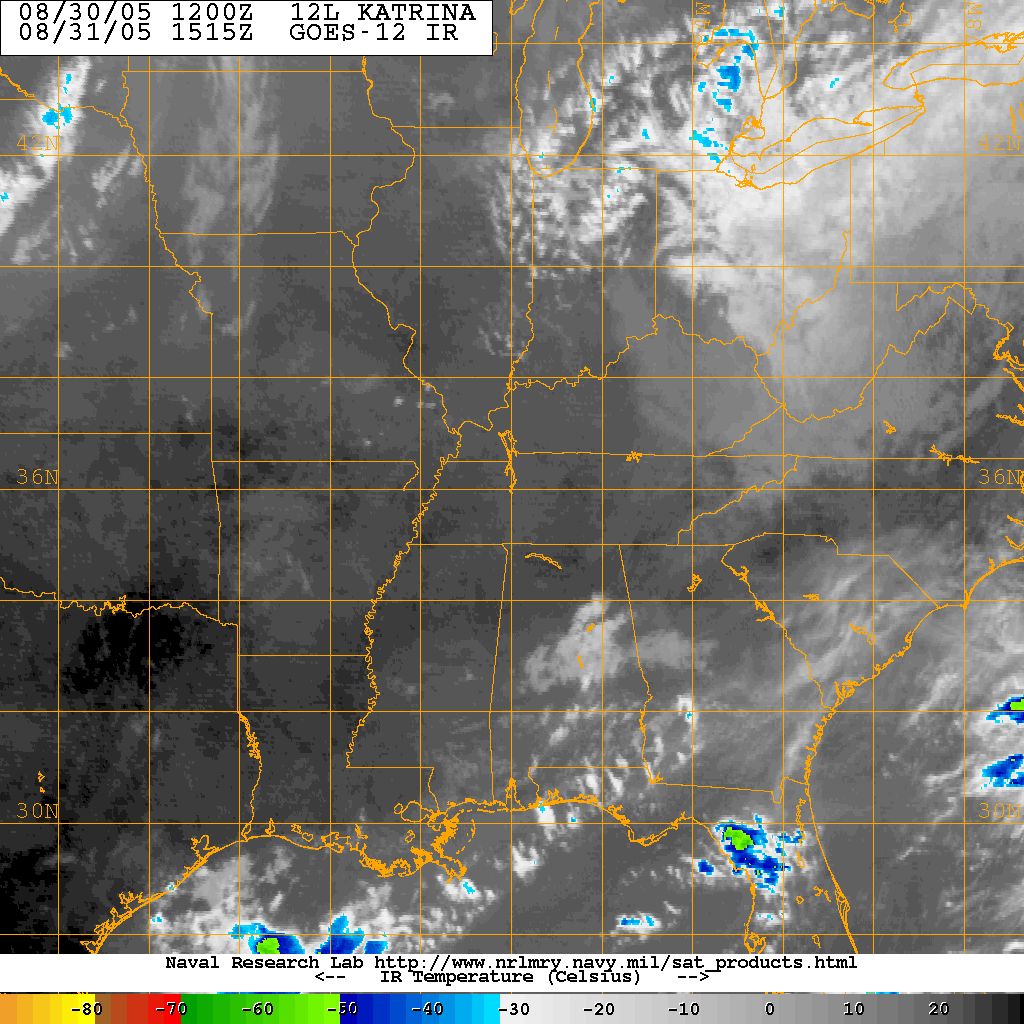 08/30/05 1200Z 12L KATRINA
08/31/05 1515Z GOES-12 IR
42N 42N
36N 36N
30N 30N
Naval Research Lab http://www.nrlmry.navy.mil/sat_products.html
<-- IR Temperature (Celsius) -->
-80 -70 -60 -50 -40 -30 -20 -10 0 10 20